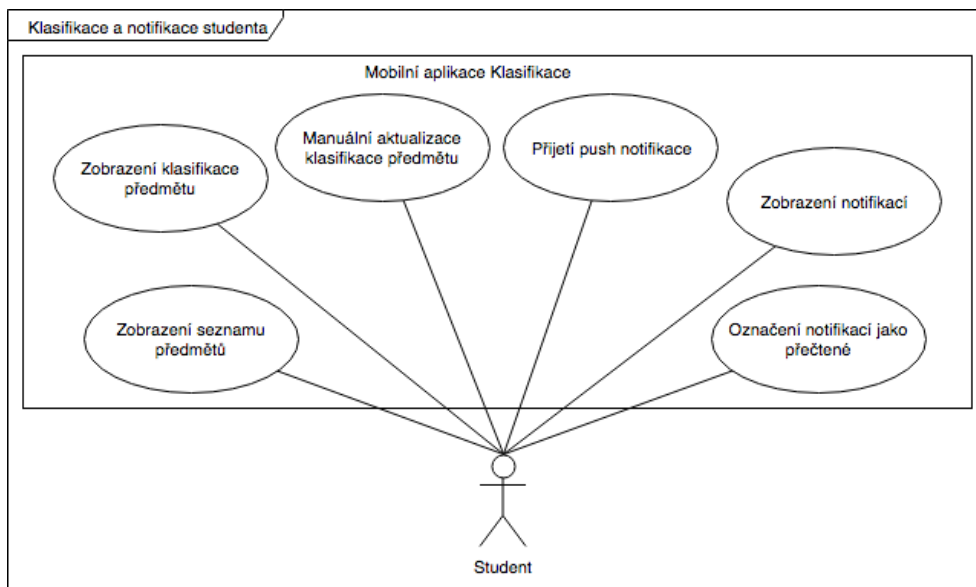 Klasifikace a notifikace studenta
Mobilní aplikace Klasifikace
Zobrazení klasifikace
předmětu
Manuální aktualizace
klasifikace předmětu
Přijetí push notifikace
Zobrazení notifikací
Zobrazení seznamu
předmětů
Označení notifikací jako
přečtené
Student